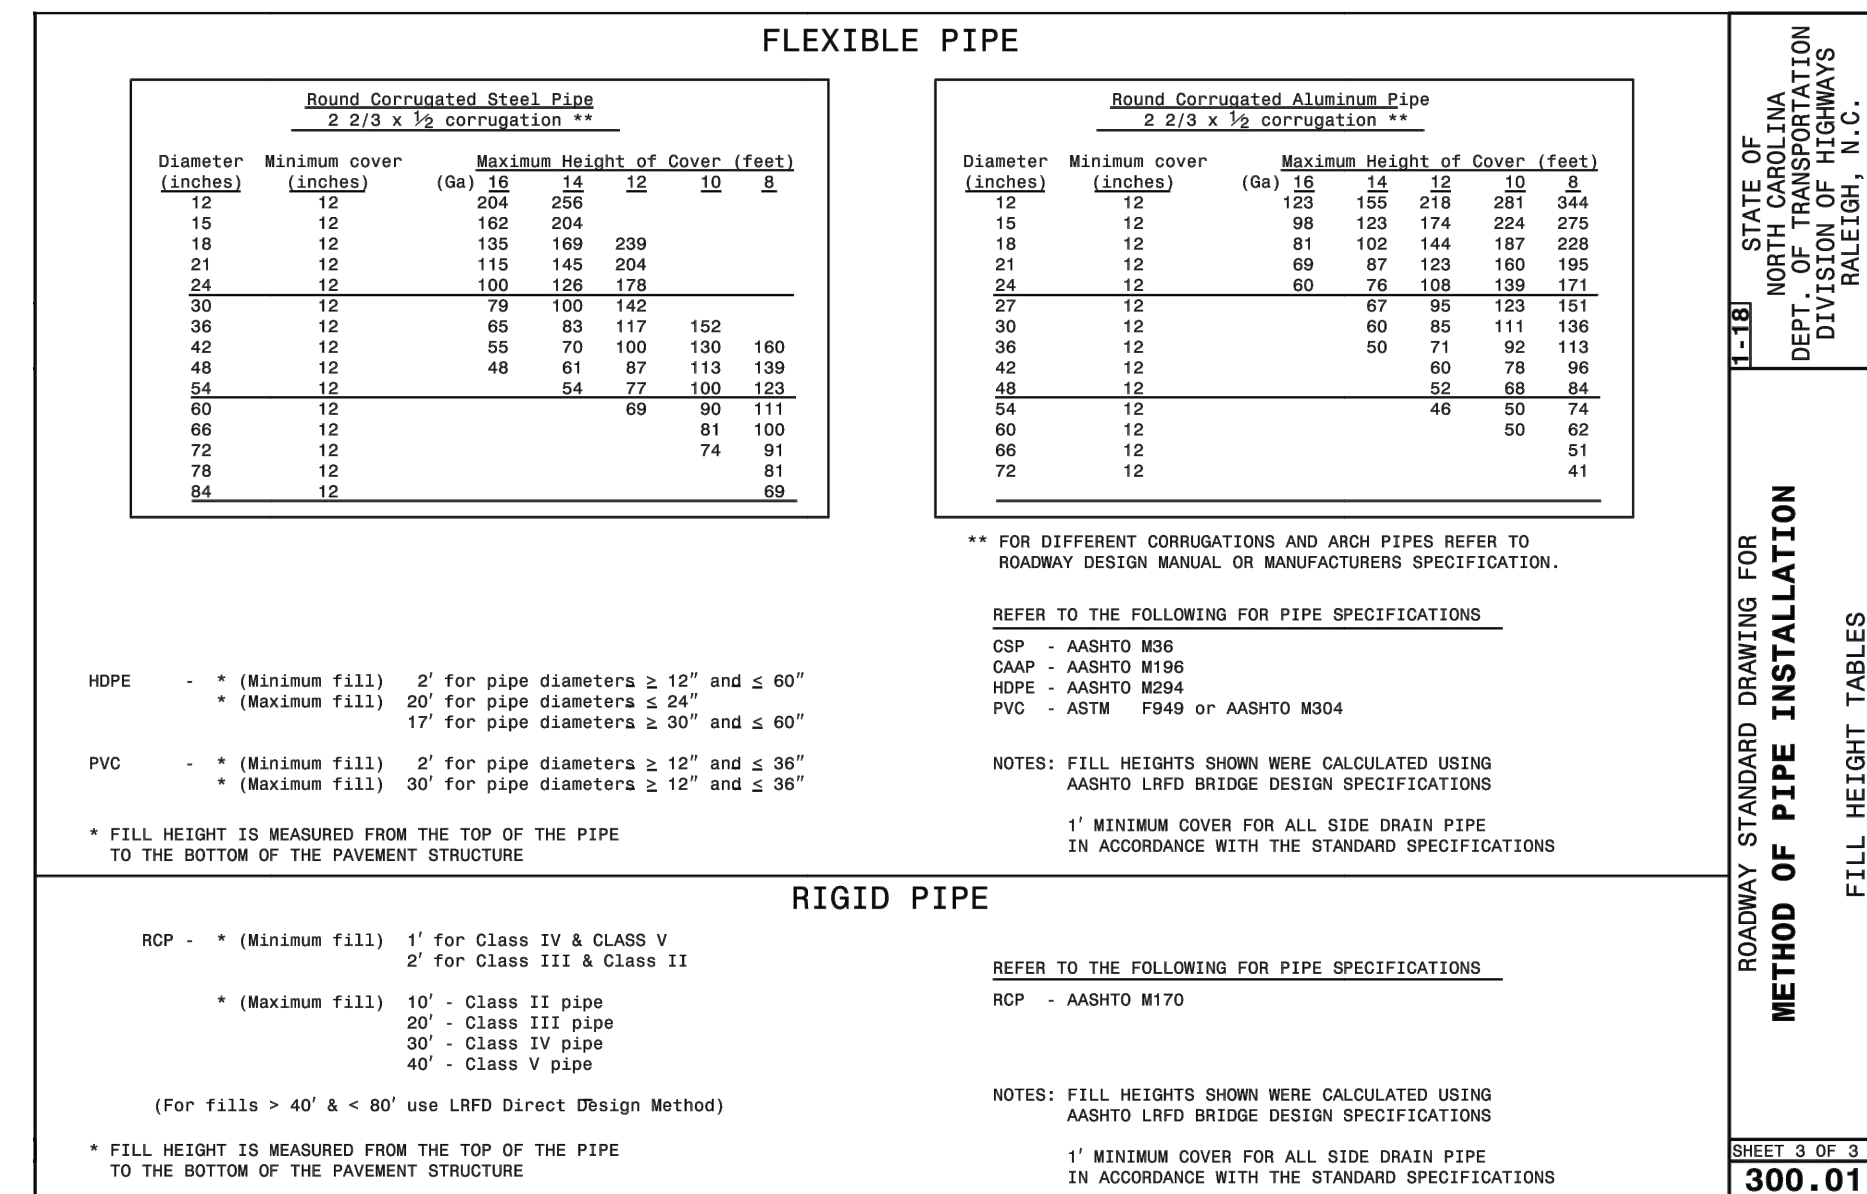 FLEXIBLE PIPE
Round Corrugated Steel Pipe
2 2/3 x 1/2 corrugation **
Diameter Minimum cover Maximum Height of Cover (feet)
(inches) (inches) (Ga) 16 14 12 10 8
12 12 204 256
15 12 162 204
18 12 135 169 239
21 12 115 145 204
24 12 100 126 178
30 12 79 100 142
36 12 65 83 117 152
42 12 55 70 100 130 160
48 12 48 61 87 113 139
54 12 54 77 100 123
60 12 69 90 111
66 12 81 100
72 12 74 91
78 12 81
84 12 69
Round Corrugated Aluminum Pipe
2 2/3 x 1/2 corrugation **
Diameter Minimum cover Maximum Height of Cover (feet)
(inches) (inches) (Ga) 16 14 12 10 8
12 12 123 155 218 281 344
15 12 98 123 174 224 275
18 12 81 102 144 187 228
21 12 69 87 123 160 195
24 12 60 76 108 139 171
27 12 67 95 123 151
30 12 60 85 111 136
36 12 50 71 92 113
42 12 60 78 96
48 12 52 68 84
54 12 46 50 74
60 12 50 62
66 12 51
72 12 41
** FOR DIFFERENT CORRUGATIONS AND ARCH PIPES REFER TO
ROADWAY DESIGN MANUAL OR MANUFACTURERS SPECIFICATION.
REFER TO THE FOLLOWING FOR PIPE SPECIFICATIONS
CSP - AASHTO M36
CAAP - AASHTO M196
HDPE - AASHTO M294
PVC - ASTM F949 or AASHTO M304
HDPE - * (Minimum fill) 2' for pipe diameters ≥ 12" and ≤ 60"
* (Maximum fill) 20' for pipe diameters ≤ 24"
17' for pipe diameters ≥ 30" and ≤ 60"
PVC - * (Minimum fill) 2' for pipe diameters ≥ 12" and ≤ 36"
* (Maximum fill) 30' for pipe diameters ≥ 12" and ≤ 36"
* FILL HEIGHT IS MEASURED FROM THE TOP OF THE PIPE
TO THE BOTTOM OF THE PAVEMENT STRUCTURE
NOTES: FILL HEIGHTS SHOWN WERE CALCULATED USING
AASHTO LRFD BRIDGE DESIGN SPECIFICATIONS
1' MINIMUM COVER FOR ALL SIDE DRAIN PIPE
IN ACCORDANCE WITH THE STANDARD SPECIFICATIONS
RIGID PIPE
RCP - * (Minimum fill) 1' for Class IV & CLASS V
2' for Class III & Class II
* (Maximum fill) 10' - Class II pipe
20' - Class III pipe
30' - Class IV pipe
40' - Class V pipe
(For fills > 40' & < 80' use LRFD Direct Design Method)
* FILL HEIGHT IS MEASURED FROM THE TOP OF THE PIPE
TO THE BOTTOM OF THE PAVEMENT STRUCTURE
REFER TO THE FOLLOWING FOR PIPE SPECIFICATIONS
RCP - AASHTO M170
NOTES: FILL HEIGHTS SHOWN WERE CALCULATED USING
AASHTO LRFD BRIDGE DESIGN SPECIFICATIONS
1' MINIMUM COVER FOR ALL SIDE DRAIN PIPE
IN ACCORDANCE WITH THE STANDARD SPECIFICATIONS
1-18
STATE OF
NORTH CAROLINA
DEPT. OF TRANSPORTATION
DIVISION OF HIGHWAYS
RALEIGH, N.C.
ROADWAY STANDARD DRAWING FOR
METHOD OF PIPE INSTALLATION
FILL HEIGHT TABLES
SHEET 3 OF 3
300.01